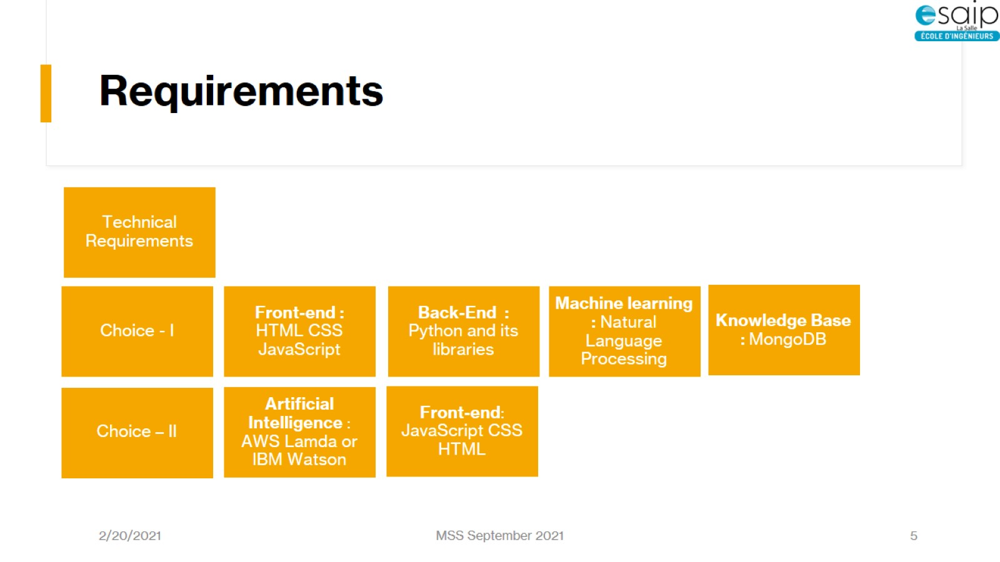 esaip
La Salle
ÉCOLE D'INGÉNIEURS
Requirements
Technical
Requirements
Choice - I
Front-end :
HTML CSS
JavaScript
Back-End :
Python and its
libraries
Machine learning
: Natural
Language
Processing
Knowledge Base
: MongoDB
Choice – II
Artificial
Intelligence :
AWS Lamda or
IBM Watson
Front-end:
JavaScript CSS
HTML
2/20/2021
MSS September 2021
5